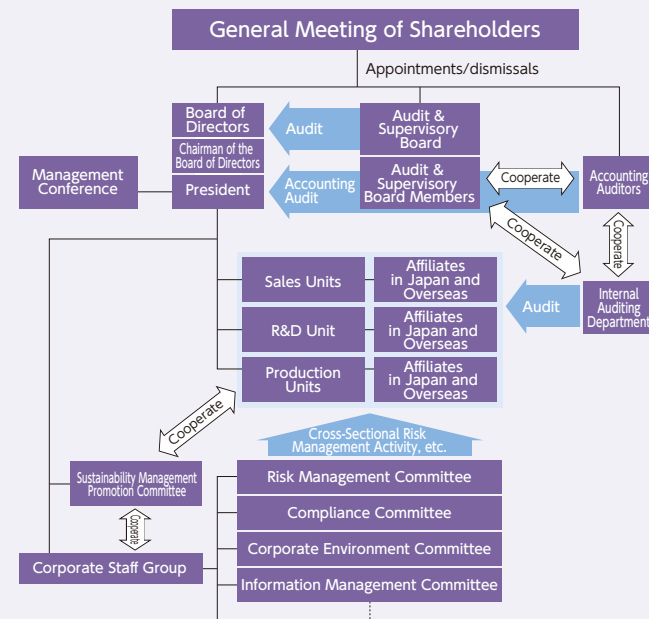 General Meeting of Shareholders
Appointments/dismissals
Board of
Directors
Chairman of the
Board of Directors
President
Management
Conference
Audit
Accounting
Audit
Audit &
Supervisory
Board
Audit &
Supervisory
Board Members
Cooperate
Accounting
Auditors
Cooperate
Cooperate
Internal
Auditing
Department
Audit
Sales Units
Affiliates
in Japan and
Overseas
R&D Unit
Affiliates
in Japan and
Overseas
Production
Units
Affiliates
in Japan and
Overseas
Cooperate
Cross-Sectional Risk
Management Activity, etc.
Sustainability Management
Promotion Committee
Cooperate
Corporate Staff Group
Risk Management Committee
Compliance Committee
Corporate Environment Committee
Information Management Committee